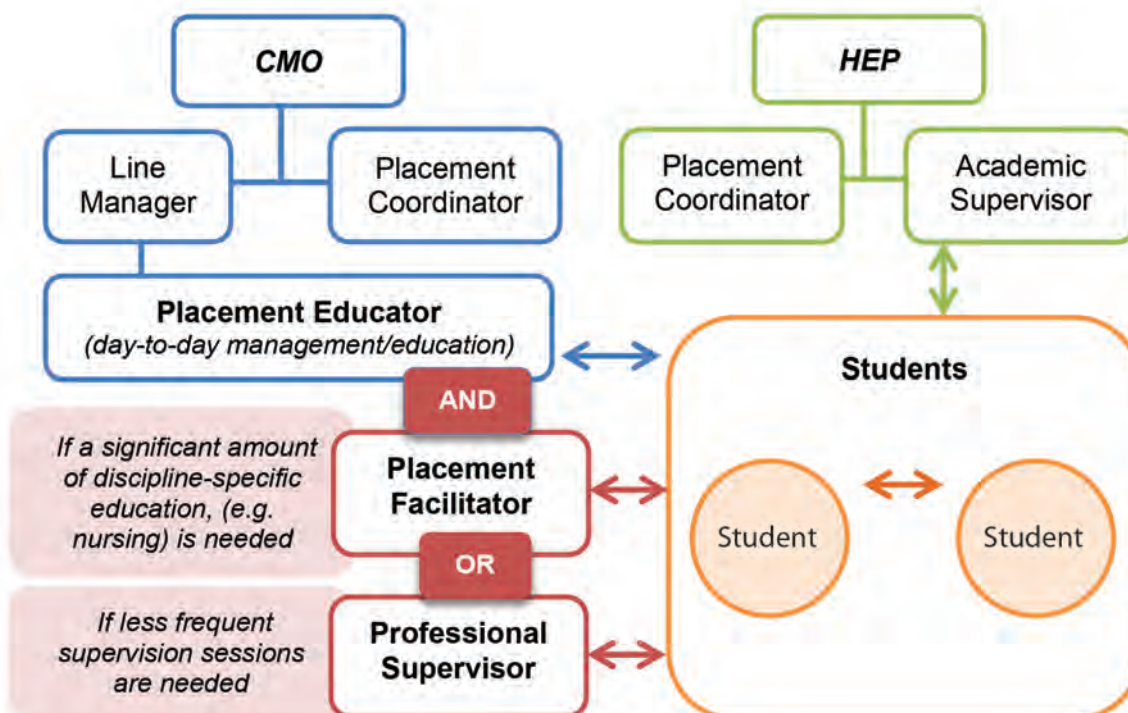 CMO
HEP
Line
Manager
Placement
Coordinator
Placement
Coordinator
Academic
Supervisor
Placement Educator
(day-to-day management/education)
Students
AND
If a significant amount
of discipline-specific
education, (e.g.
nursing) is needed
Placement
Facilitator
Student
Student
OR
If less frequent
supervision sessions
are needed
Professional
Supervisor